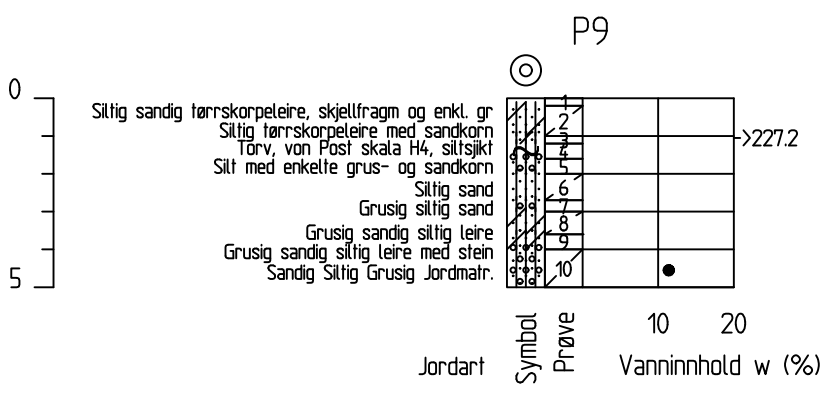 P9
0
Siltig sandig tørrskorpeleire, skjellfragm og enkl. gr
1
Siltig tørrskorpeleire med sandkorn
2
Torv, von Post skala H4, siltsjikt
3
->227.2
Silt med enkelte grus- og sandkorn
4
5
Siltig sand
6
Grusig siltig sand
7
Grusig sandig siltig leire
8
Grusig sandig siltig leire med stein
9
Sandig Siltig Grusig Jordmatr.
10
5
10 20
Jordart Symbol Prøve Vanninnhold w (%)